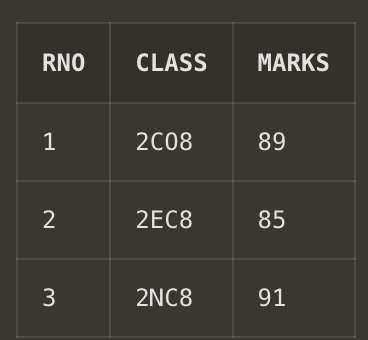 RNO CLASS MARKS
1 2CO8 89
2 2EC8 85
3 2NC8 91